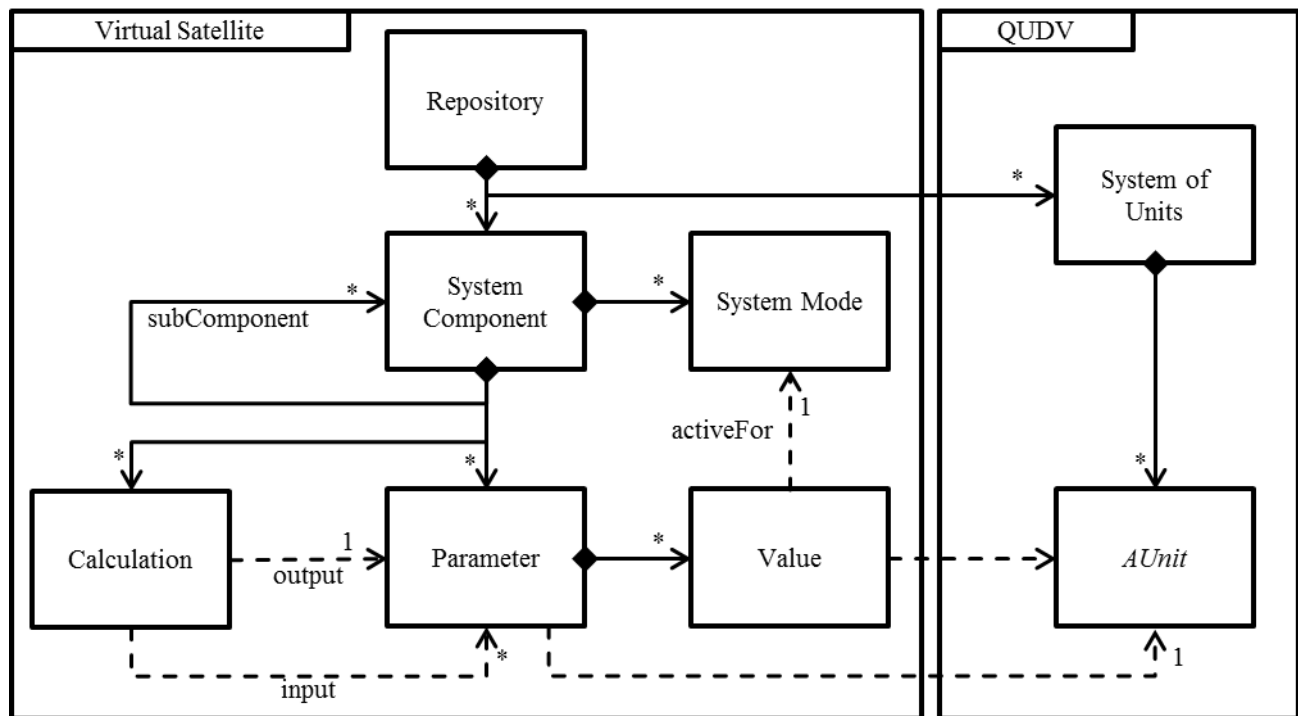 Virtual Satellite
QUDV
Repository
*
*
System of
Units
System
Component
*
subComponent
*
System Mode
1
activeFor
*
*
*
Calculation
1
output
Parameter
*
Value
AUnit
*
input
1